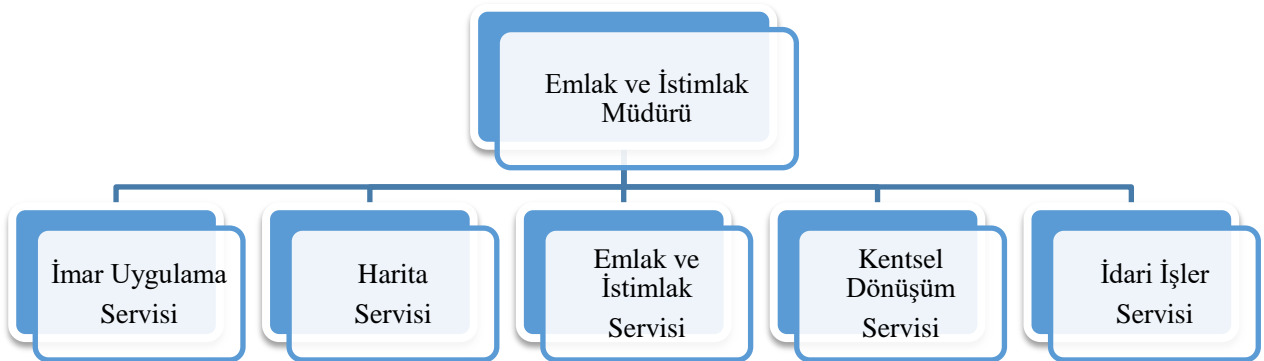 Emlak ve İstimlak
Müdürü
İmar Uygulama
Servisi
Harita
Servisi
Emlak ve
İstimlak
Servisi
Kentsel
Dönüşüm
Servisi
İdari İşler
Servisi